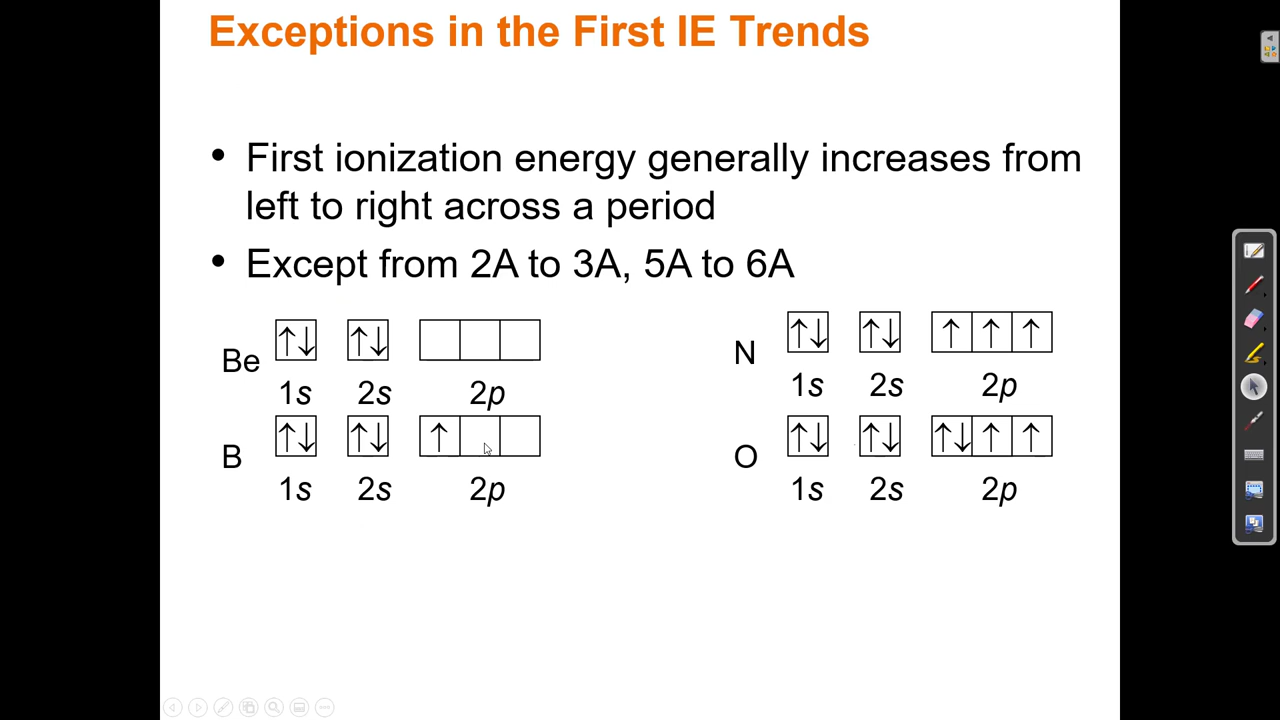 Exceptions in the First IE Trends
• First ionization energy generally increases from
left to right across a period
• Except from 2A to 3A, 5A to 6A
Be ↑↓ ↑↓
1s 2s 2p
B ↑↓ ↑↓ ↑
1s 2s 2p
N ↑↓ ↑↓ ↑ ↑ ↑
1s 2s 2p
O ↑↓ ↑↓ ↑↓ ↑ ↑
1s 2s 2p